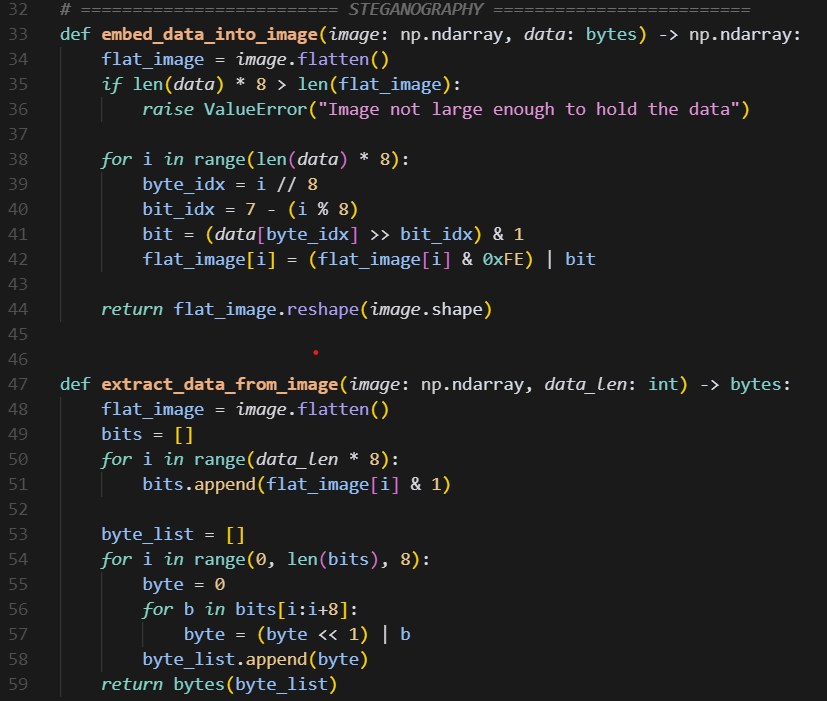 32 # ========================= STEGANOGRAPHY =========================
33 def embed_data_into_image(image: np.ndarray, data: bytes) -> np.ndarray:
34     flat_image = image.flatten()
35     if len(data) * 8 > len(flat_image):
36         raise ValueError("Image not large enough to hold the data")
37
38     for i in range(len(data) * 8):
39         byte_idx = i // 8
40         bit_idx = 7 - (i % 8)
41         bit = (data[byte_idx] >> bit_idx) & 1
42         flat_image[i] = (flat_image[i] & 0xFE) | bit
43
44     return flat_image.reshape(image.shape)
45
46
47 def extract_data_from_image(image: np.ndarray, data_len: int) -> bytes:
48     flat_image = image.flatten()
49     bits = []
50     for i in range(data_len * 8):
51         bits.append(flat_image[i] & 1)
52
53     byte_list = []
54     for i in range(0, len(bits), 8):
55         byte = 0
56         for b in bits[i:i+8]:
57             byte = (byte << 1) | b
58         byte_list.append(byte)
59     return bytes(byte_list)